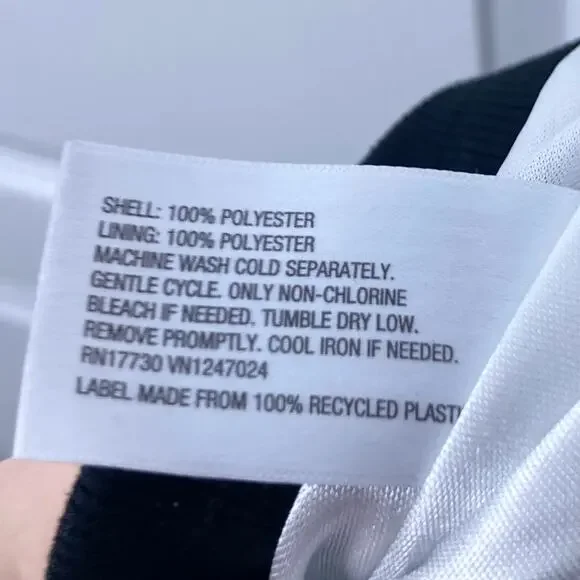 SHELL: 100% POLYESTER
LINING: 100% POLYESTER
MACHINE WASH COLD SEPARATELY.
GENTLE CYCLE. ONLY NON-CHLORINE
BLEACH IF NEEDED. TUMBLE DRY LOW.
REMOVE PROMPTLY. COOL IRON IF NEEDED.
RN17730 VN1247024
LABEL MADE FROM 100% RECYCLED